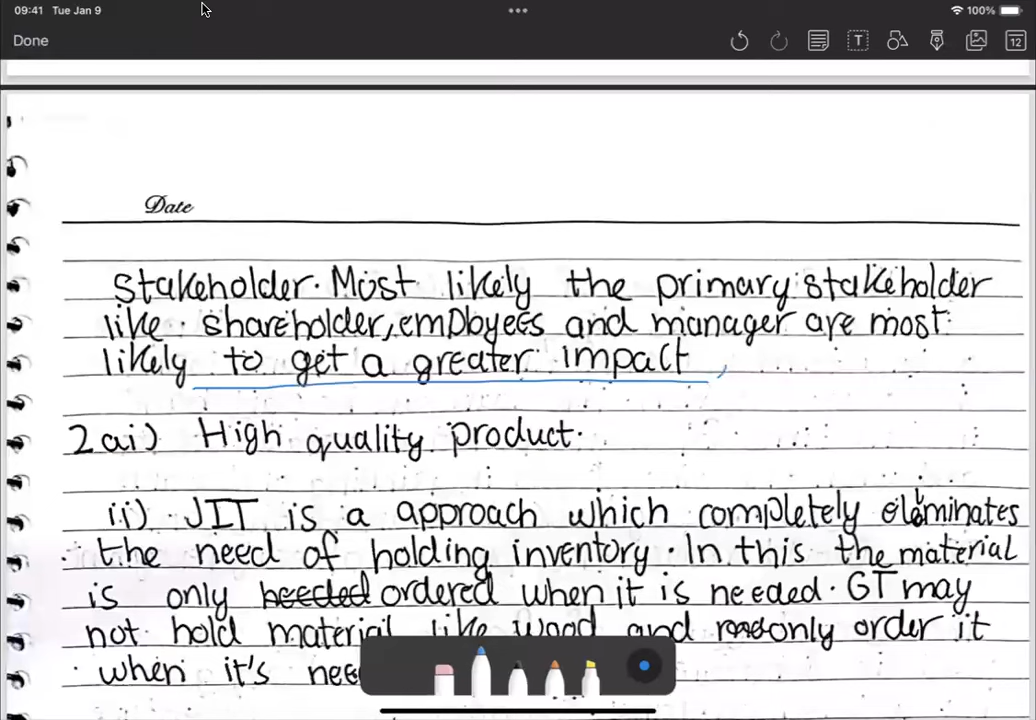 09:41 Tue Jan 9 100%
Done 12
Date
Stakeholder. Most likely the primary stakeholder
like shareholder, employees and manager are most
likely to get a greater impact
2ai) High quality product.
ii) JIT is a approach which completely eleminates
the need of holding inventory. In this the material
is only needed ordered when it is needed. GT may
not hold material like wood and only order it
when it's